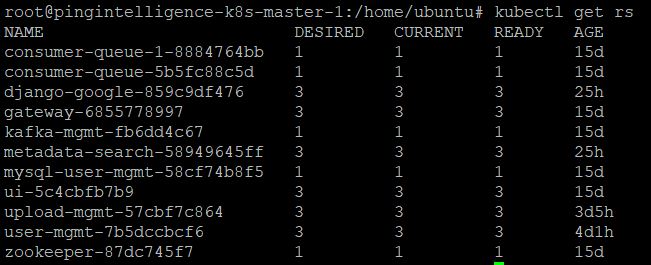 root@pingintelligence-k8s-master-1:/home/ubuntu# kubectl get rs
NAME DESIRED CURRENT READY AGE
consumer-queue-1-8884764bb 1 1 1 15d
consumer-queue-5b5fc88c5d 1 1 1 15d
django-google-859c9df476 3 3 3 25h
gateway-6855778997 3 3 3 15d
kafka-mgmt-fb6dd4c67 1 1 1 15d
metadata-search-58949645ff 3 3 3 25h
mysql-user-mgmt-58cf74b8f5 1 1 1 15d
ui-5c4cbfb7b9 3 3 3 15d
upload-mgmt-57cbf7c864 3 3 3 3d5h
user-mgmt-7b5dccbcf6 3 3 3 4d1h
zookeeper-87dc745f7 1 1 1 15d